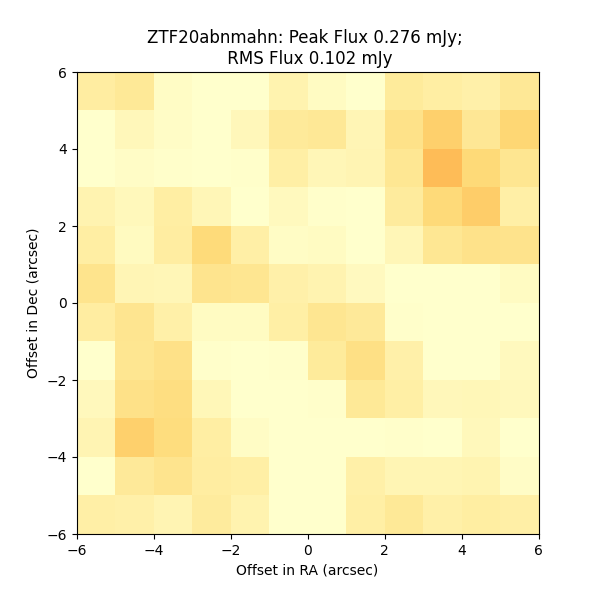 ZTF20abnmahn: Peak Flux 0.276 mJy;
RMS Flux 0.102 mJy
6
4
2
0
−2
−4
−6
Offset in Dec (arcsec)
−6 −4 −2 0 2 4 6
Offset in RA (arcsec)